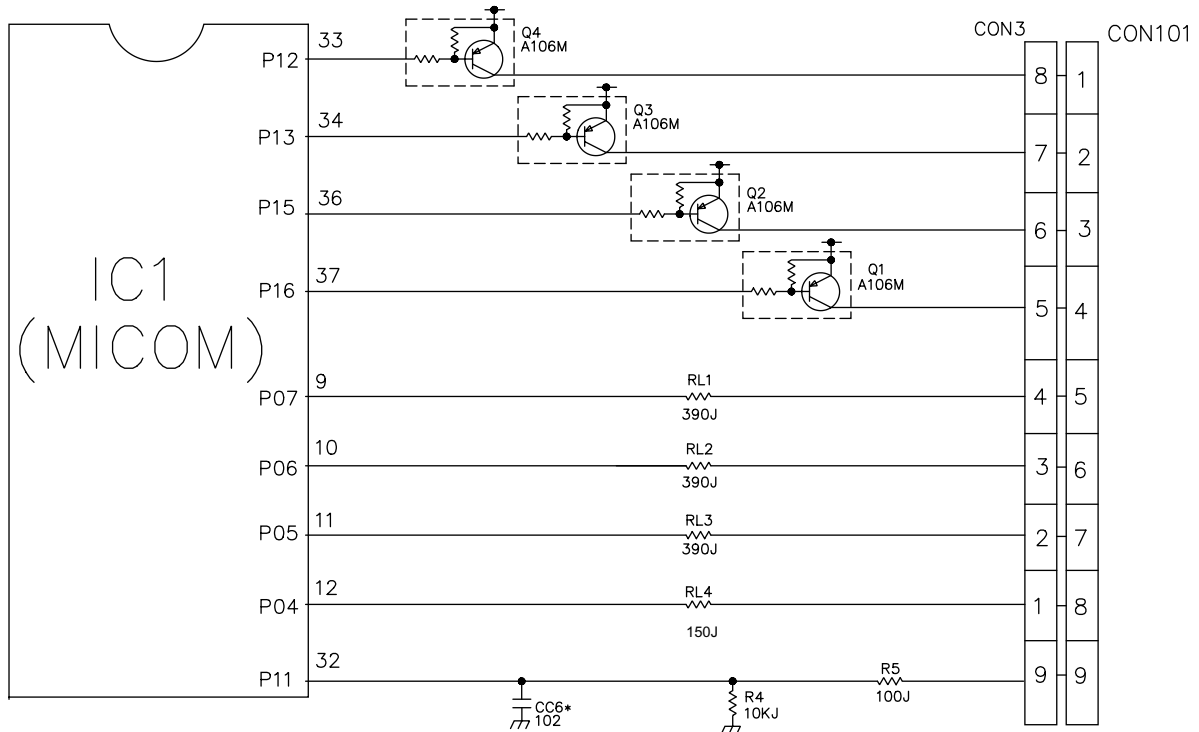 CON3 CON101
33 Q4
A106M
P12 8 1
34 Q3
A106M
P13 7 2
36 Q2
A106M
P15 6 3
37 Q1
A106M
P16 5 4
IC1
(MICOM)
9 RL1
P07 390J 4 5
10 RL2
P06 390J 3 6
11 RL3
P05 390J 2 7
12 RL4
P04 150J 1 8
32 R5
P11 100J 9 9
CC6*
102
R4
10KJ